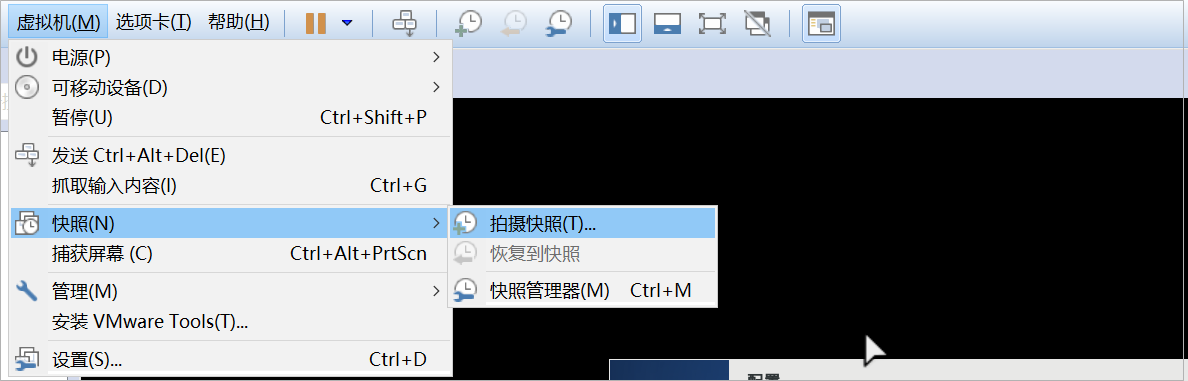 虚拟机(M) 选项卡(T) 帮助(H)
电源(P)
可移动设备(D)
暂停(U) Ctrl+Shift+P
发送 Ctrl+Alt+Del(E)
抓取输入内容(I) Ctrl+G
快照(N)
拍摄快照(T)...
捕获屏幕 (C) Ctrl+Alt+PrtScn
恢复到快照
管理(M)
快照管理器(M) Ctrl+M
安装 VMware Tools(T)...
设置(S)... Ctrl+D